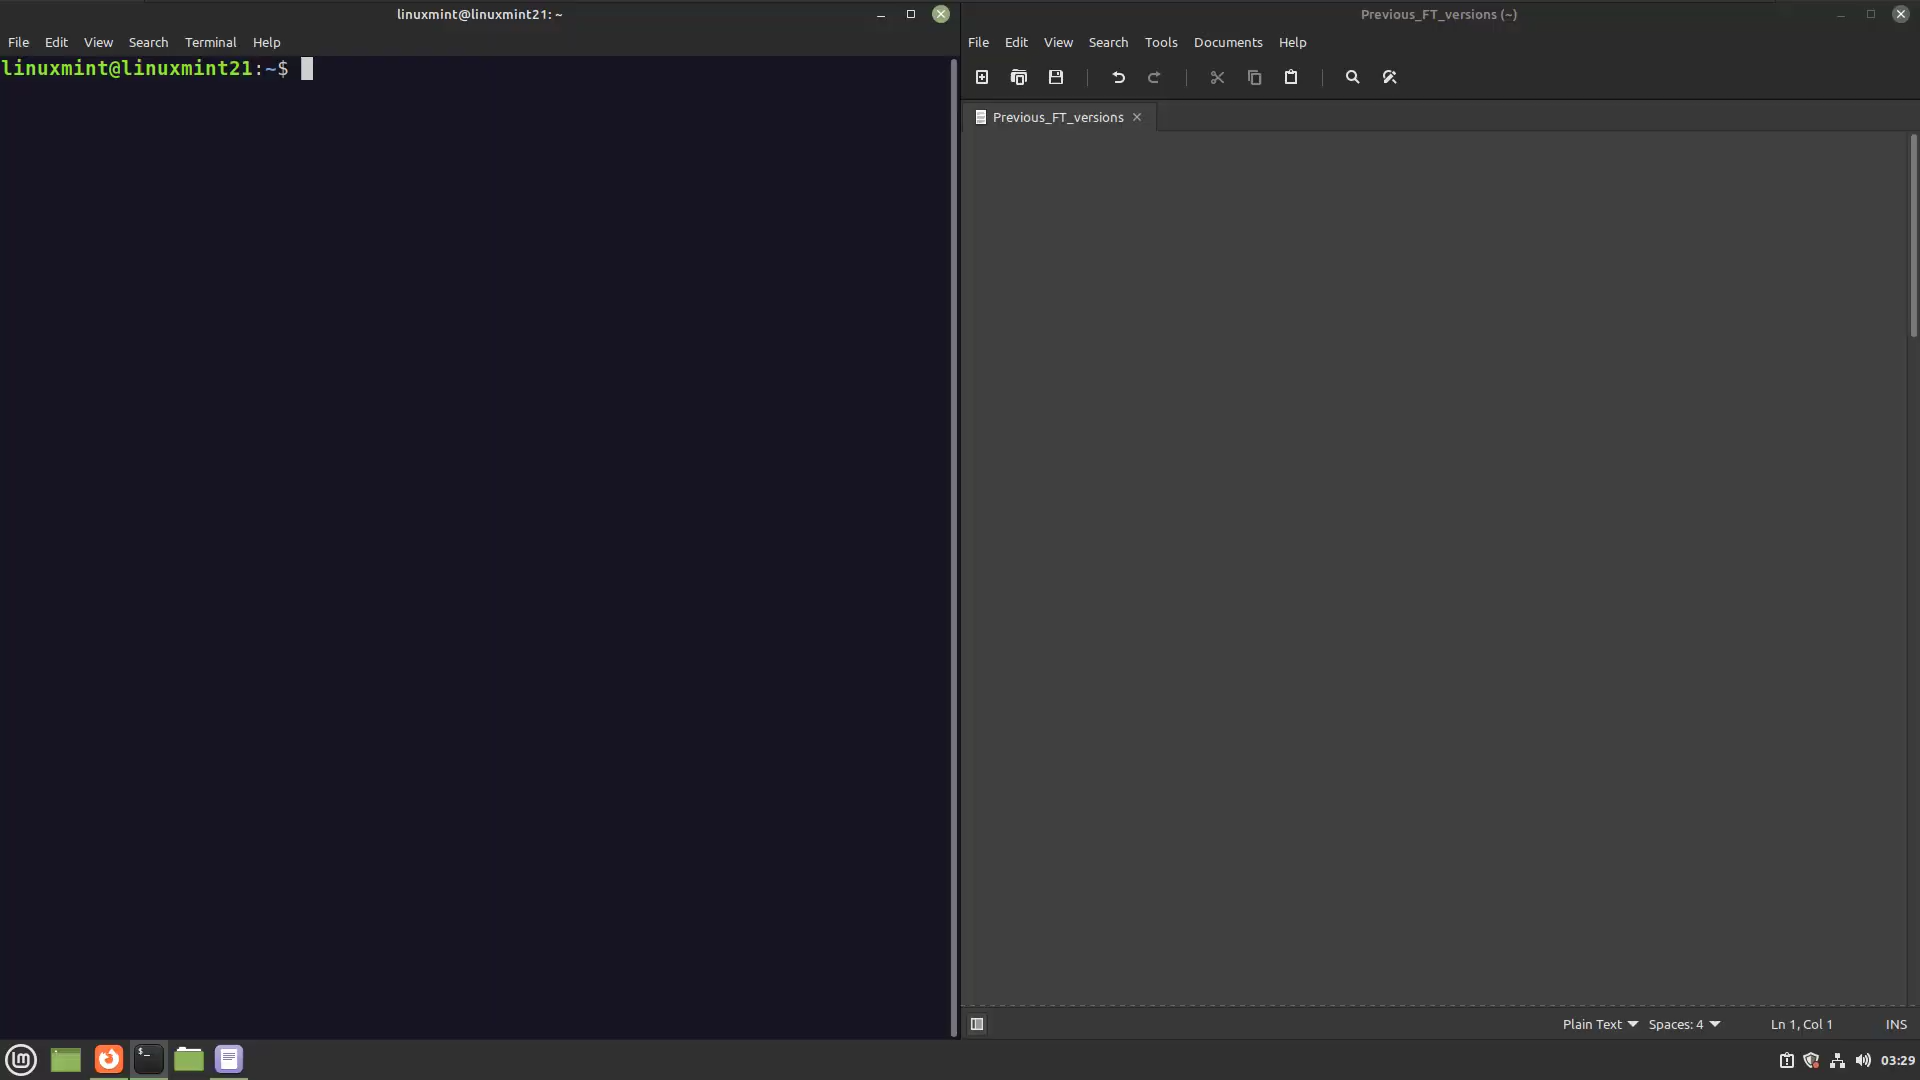 linuxmint@linuxmint21: ~
File Edit View Search Terminal Help
linuxmint@linuxmint21:~$
Previous_FT_versions (~)
File Edit View Search Tools Documents Help
Previous_FT_versions
Plain Text Spaces: 4 Ln 1, Col 1 INS
lm $_ 03:29